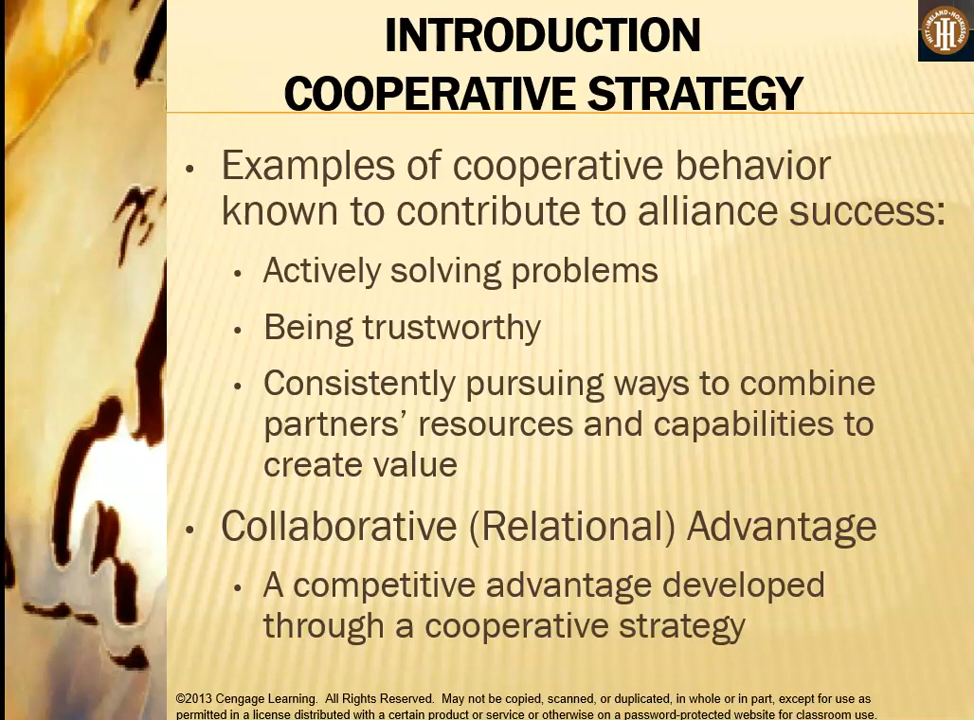 INTRODUCTION
COOPERATIVE STRATEGY
HITT•IRELAND•HOSKISSON
• Examples of cooperative behavior
known to contribute to alliance success:
• Actively solving problems
• Being trustworthy
• Consistently pursuing ways to combine
partners’ resources and capabilities to
create value
• Collaborative (Relational) Advantage
• A competitive advantage developed
through a cooperative strategy
©2013 Cengage Learning. All Rights Reserved. May not be copied, scanned, or duplicated, in whole or in part, except for use as
permitted in a license distributed with a certain product or service or otherwise on a password-protected website for classroom use.